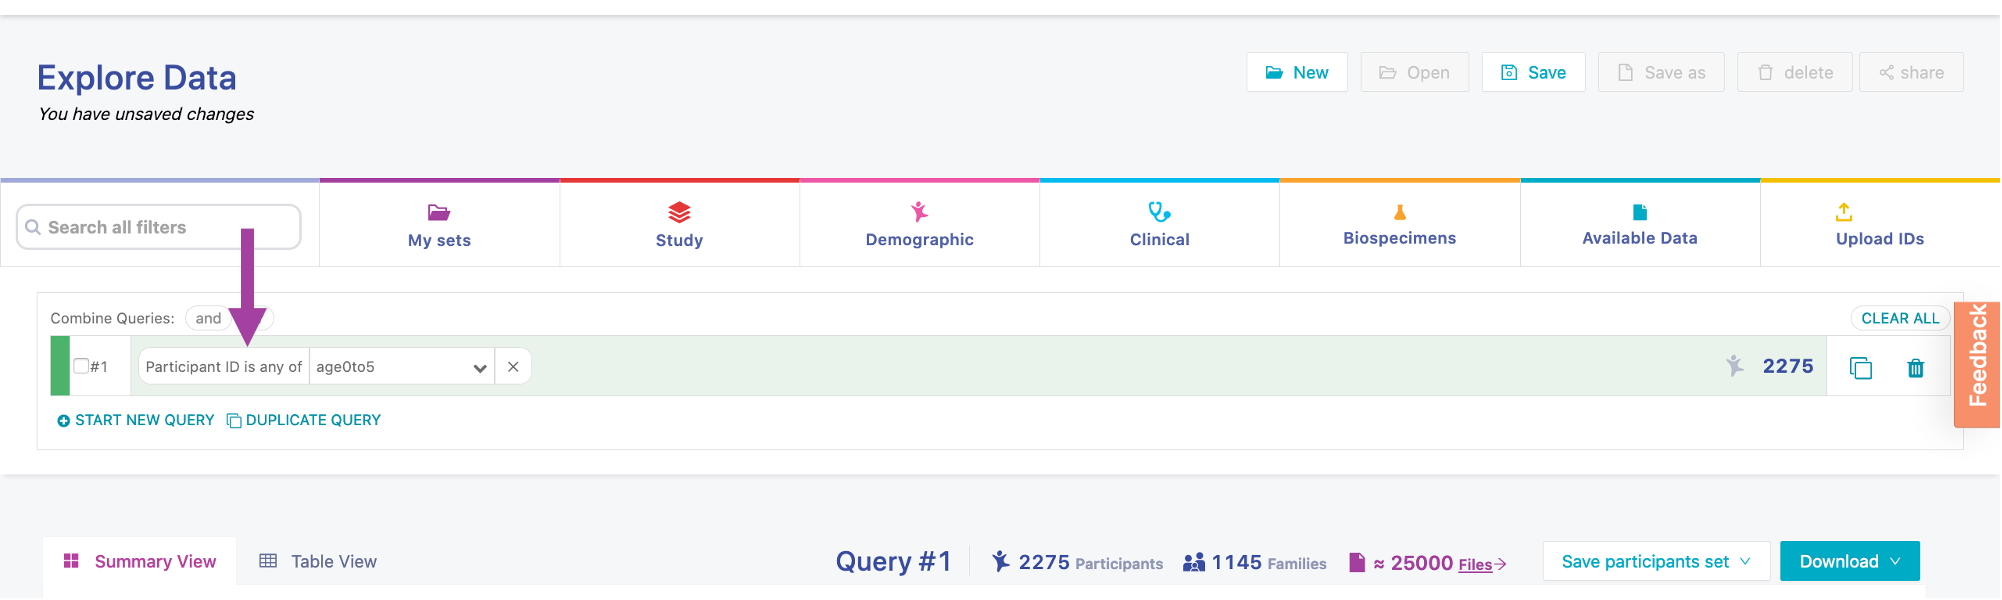 Explore Data
You have unsaved changes
New
Open
Save
Save as
delete
share
Search all filters
My sets
Study
Demographic
Clinical
Biospecimens
Available Data
Upload IDs
Combine Queries: and
CLEAR ALL
#1 Participant ID is any of age0to5 2275
Feedback
START NEW QUERY DUPLICATE QUERY
Summary View
Table View
Query #1 2275 Participants 1145 Families ≈ 25000 Files
Save participants set
Download